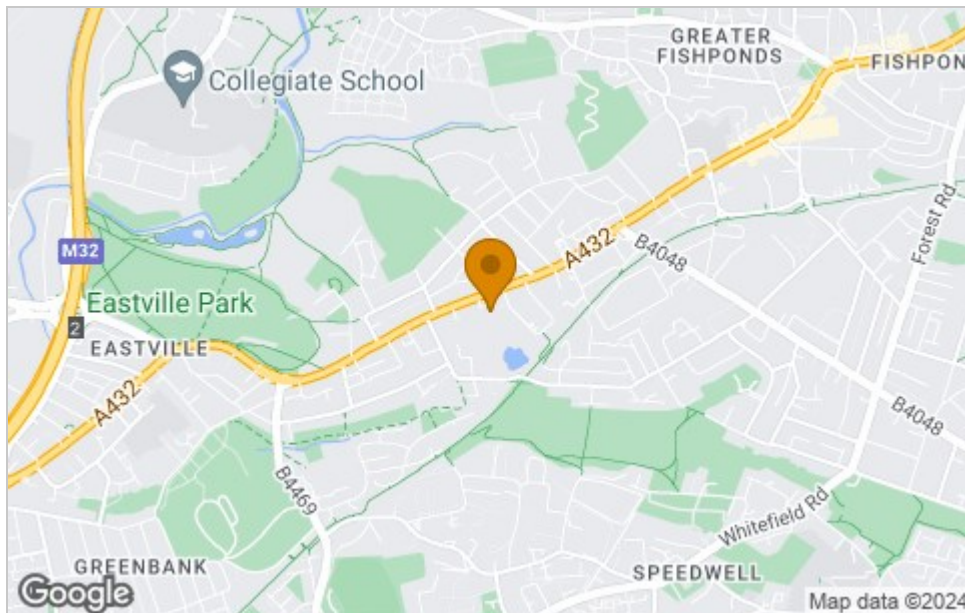 GREATER
FISHPONDS
FISHPON
Collegiate School
A432
B4048
Forest Rd
M32
Eastville Park
2
EASTVILLE
A432
B4048
B4469
Whitefield Rd
GREENBANK
SPEEDWELL
Google
Map data ©2024